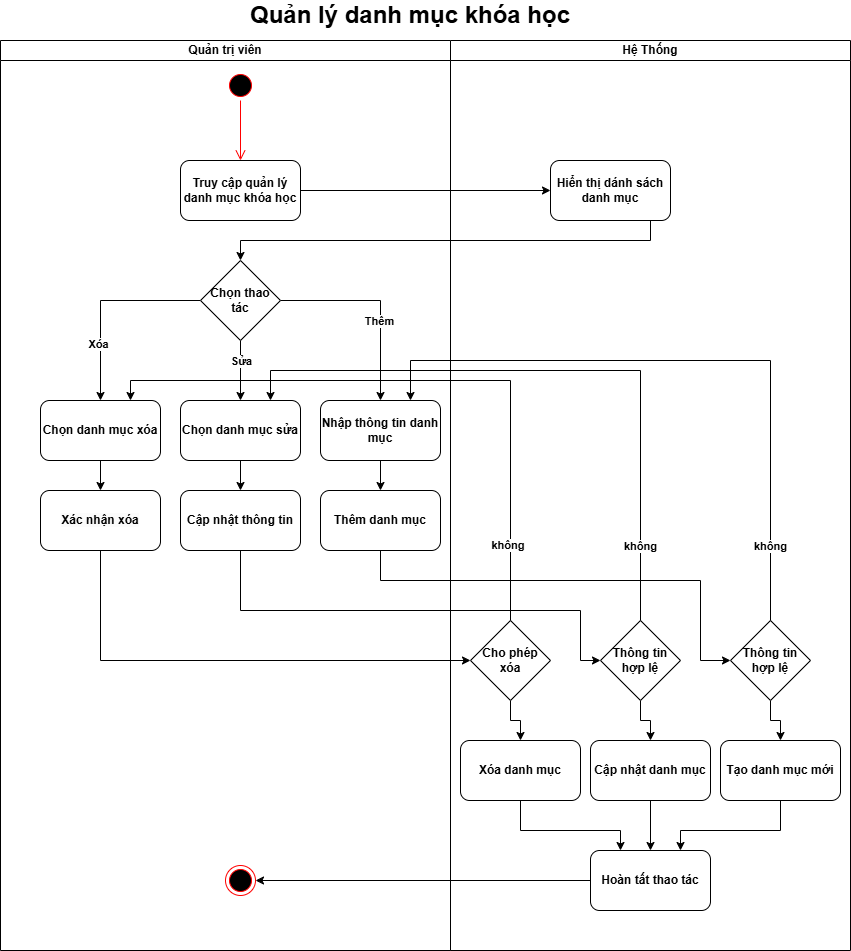 Quản lý danh mục khóa học
Quản trị viên
Hệ Thống
Truy cập quản lý
danh mục khóa học
Hiển thị dánh sách
danh mục
Chọn thao
tác
Xóa
Sửa
Thêm
Chọn danh mục xóa
Chọn danh mục sửa
Nhập thông tin danh
mục
Xác nhận xóa
Cập nhật thông tin
Thêm danh mục
không
không
không
Cho phép
xóa
Thông tin
hợp lệ
Thông tin
hợp lệ
Xóa danh mục
Cập nhật danh mục
Tạo danh mục mới
Hoàn tất thao tác